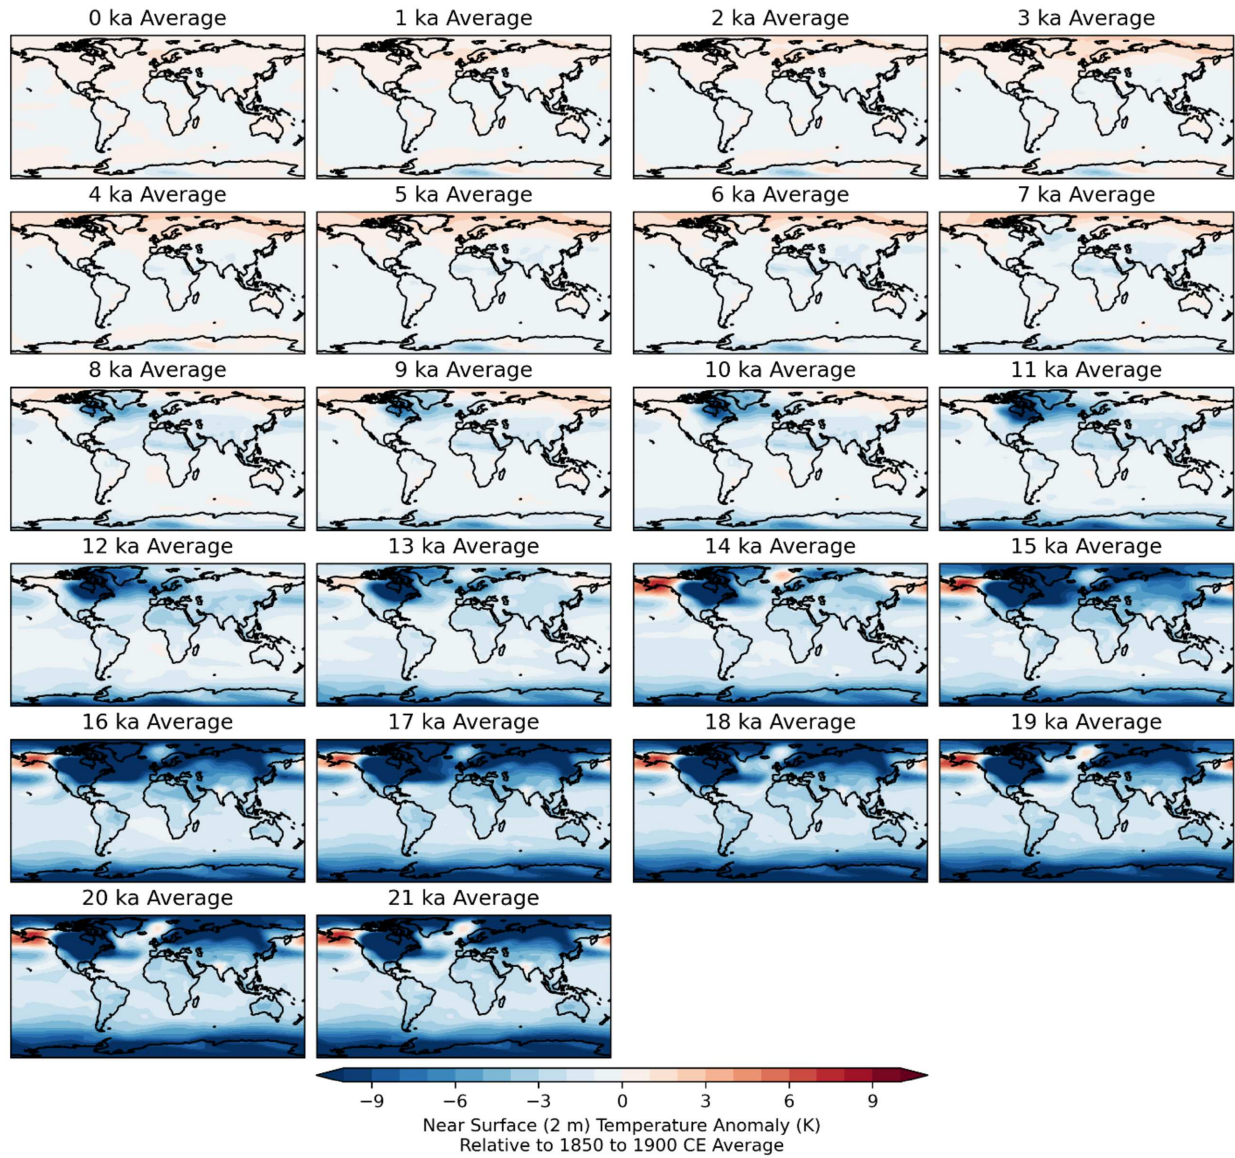 0 ka Average
1 ka Average
2 ka Average
3 ka Average
4 ka Average
5 ka Average
6 ka Average
7 ka Average
8 ka Average
9 ka Average
10 ka Average
11 ka Average
12 ka Average
13 ka Average
14 ka Average
15 ka Average
16 ka Average
17 ka Average
18 ka Average
19 ka Average
20 ka Average
21 ka Average
−9 −6 −3 0 3 6 9
Near Surface (2 m) Temperature Anomaly (K)
Relative to 1850 to 1900 CE Average